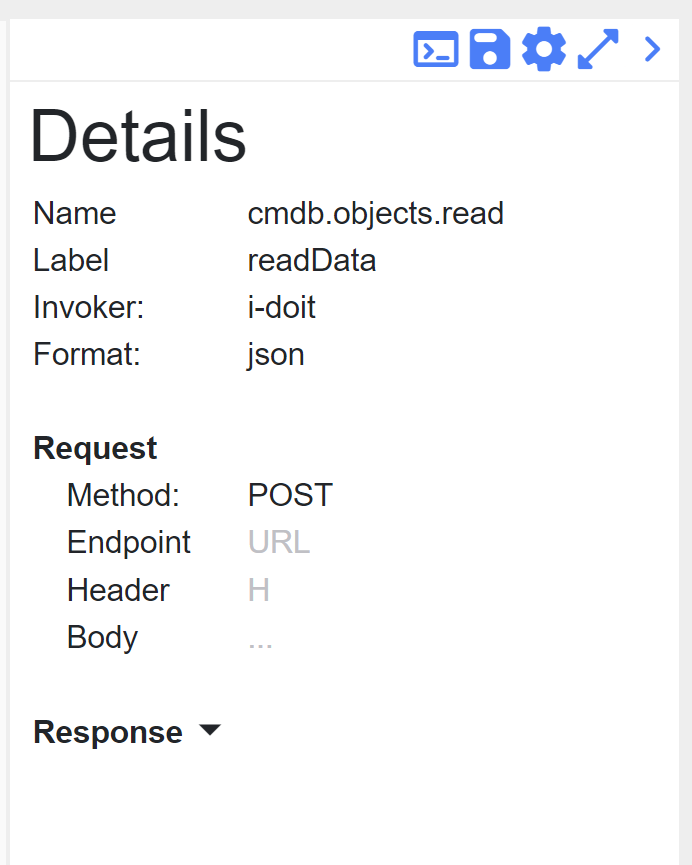 Details
Name cmdb.objects.read
Label readData
Invoker: i-doit
Format: json
Request
Method: POST
Endpoint URL
Header H
Body ...
Response